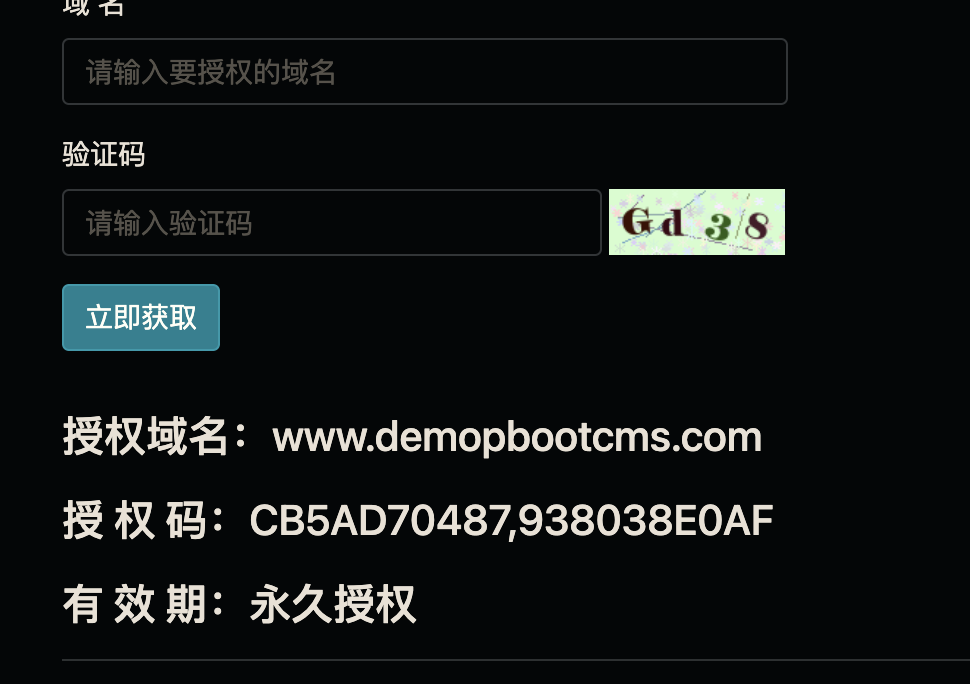 域 名
请输入要授权的域名
验证码
请输入验证码
Gd 38
立即获取
授权域名：www.demopbootcms.com
授 权 码：CB5AD70487,938038E0AF
有 效 期：永久授权